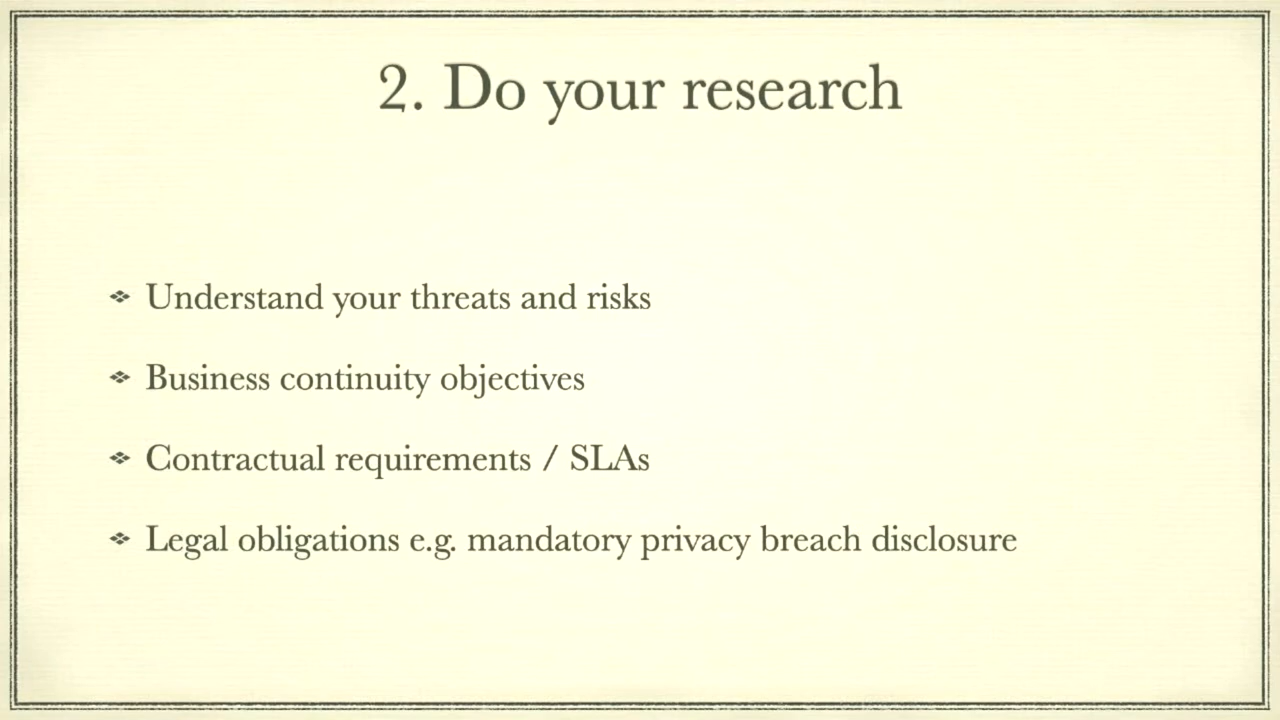 2. Do your research
Understand your threats and risks
Business continuity objectives
Contractual requirements / SLAs
Legal obligations e.g. mandatory privacy breach disclosure